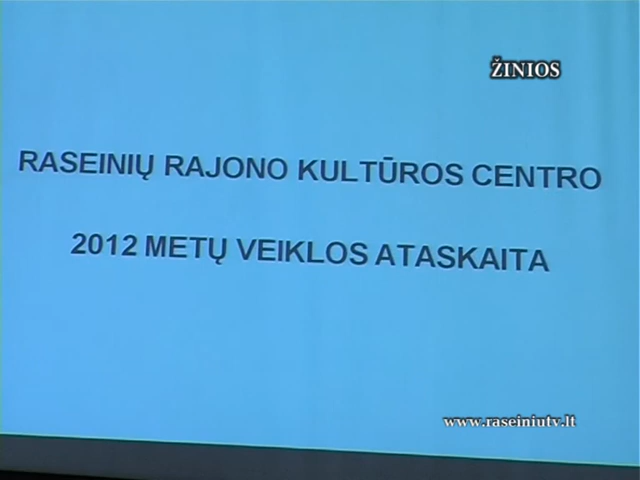 ŽINIOS
RASEINIŲ RAJONO KULTŪROS CENTRO
2012 METŲ VEIKLOS ATASKAITA
www.raseiniutv.lt